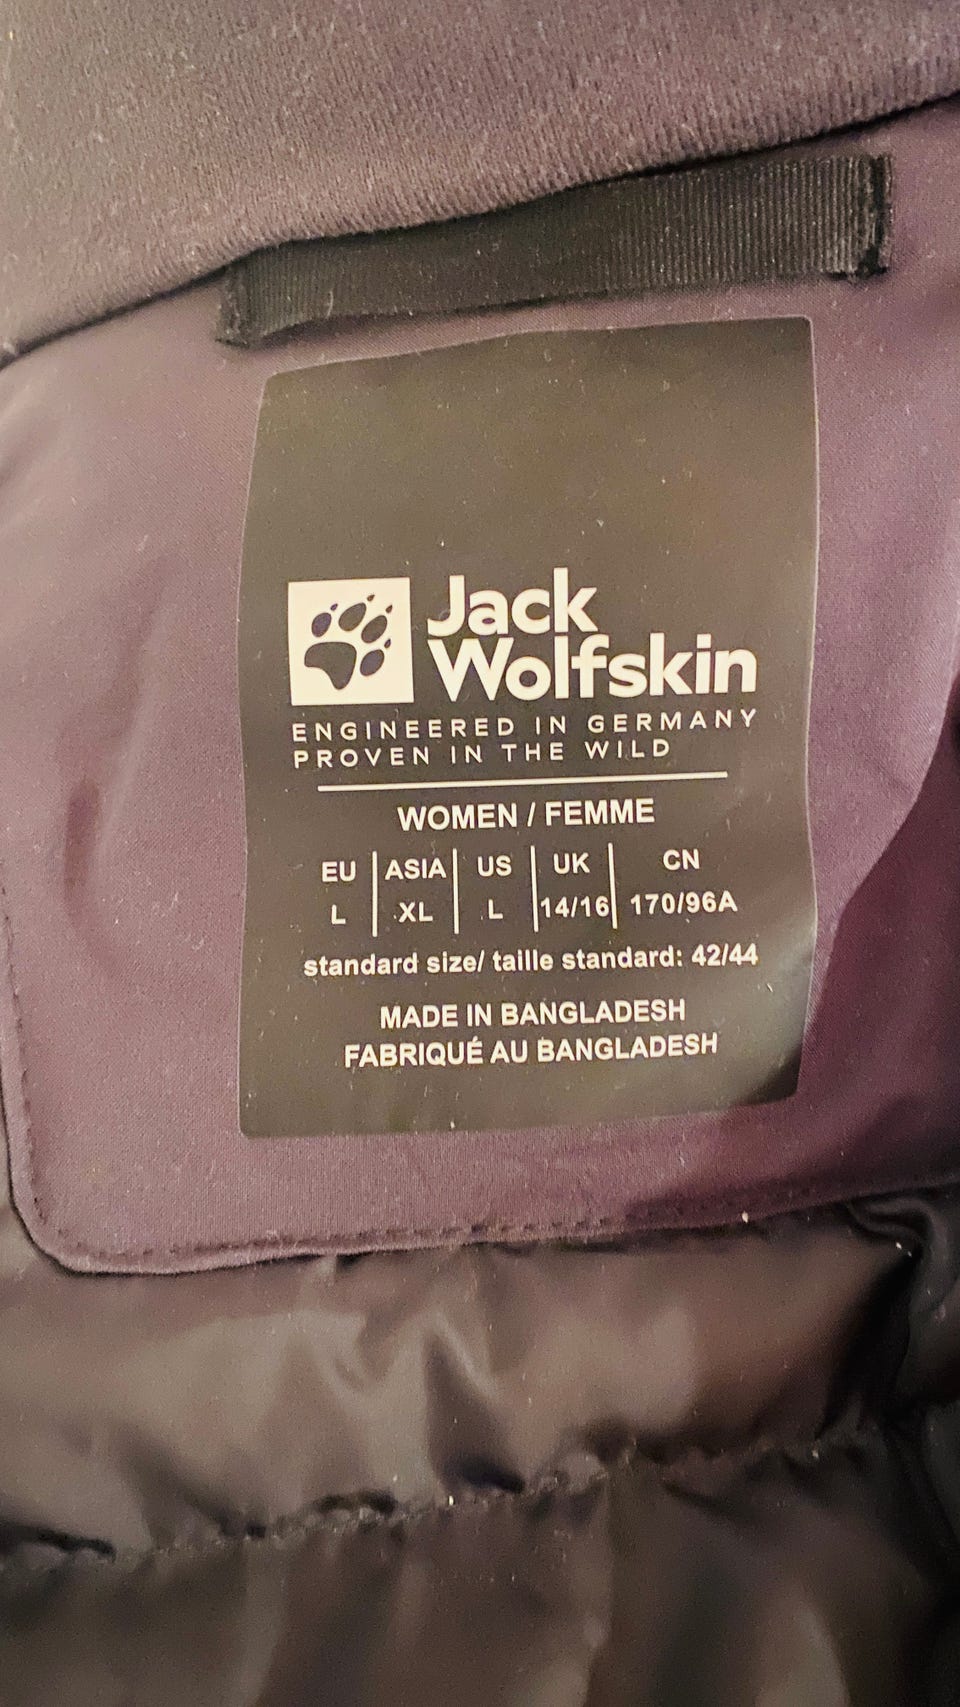 Jack
Wolfskin
ENGINEERED IN GERMANY
PROVEN IN THE WILD
WOMEN / FEMME
EU | ASIA | US | UK | CN
L | XL | L | 14/16 | 170/96A
standard size/ taille standard: 42/44
MADE IN BANGLADESH
FABRIQUÉ AU BANGLADESH